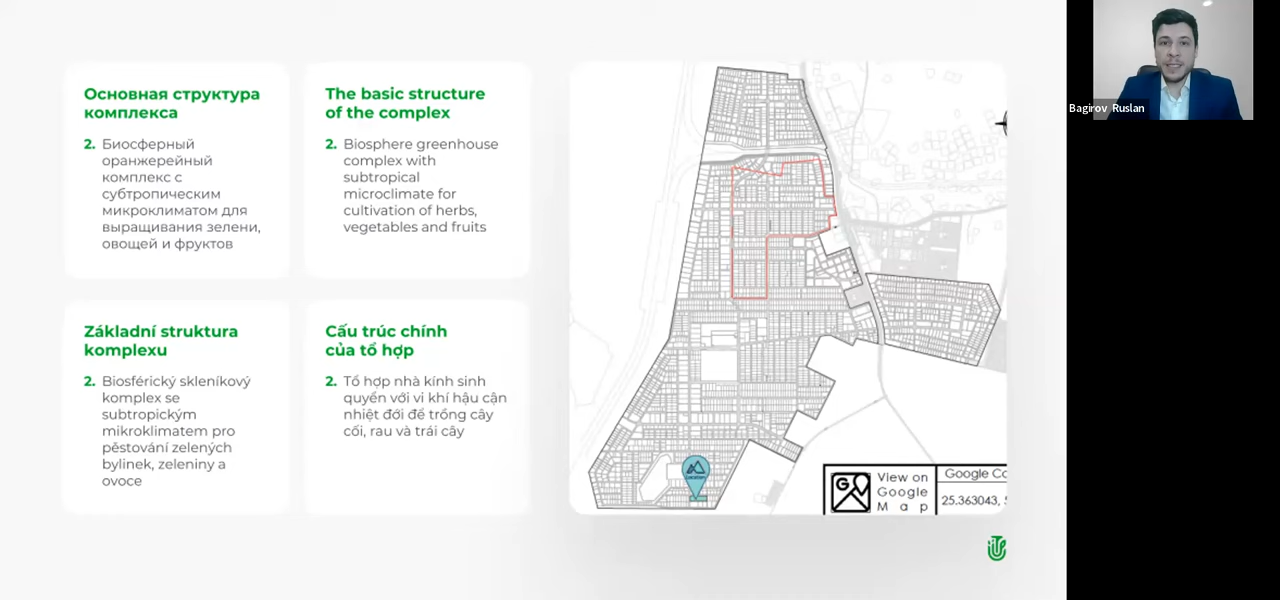 Основная структура
комплекса
2. Биосферный
оранжерейный
комплекс с
субтропическим
микроклиматом для
выращивания зелени,
овощей и фруктов
The basic structure
of the complex
2. Biosphere greenhouse
complex with
subtropical
microclimate for
cultivation of herbs,
vegetables and fruits
Základní struktura
komplexu
2. Biosférický skleníkový
komplex se
subtropickým
mikroklimatem pro
pěstování zelených
bylinek, zeleniny a
ovoce
Cấu trúc chính
của tổ hợp
2. Tổ hợp nhà kính sinh
quyển với vi khí hậu cận
nhiệt đới để trồng cây
cối, rau và trái cây
View on
Google
Map
Google Co
25.363043,
Bagirov Ruslan